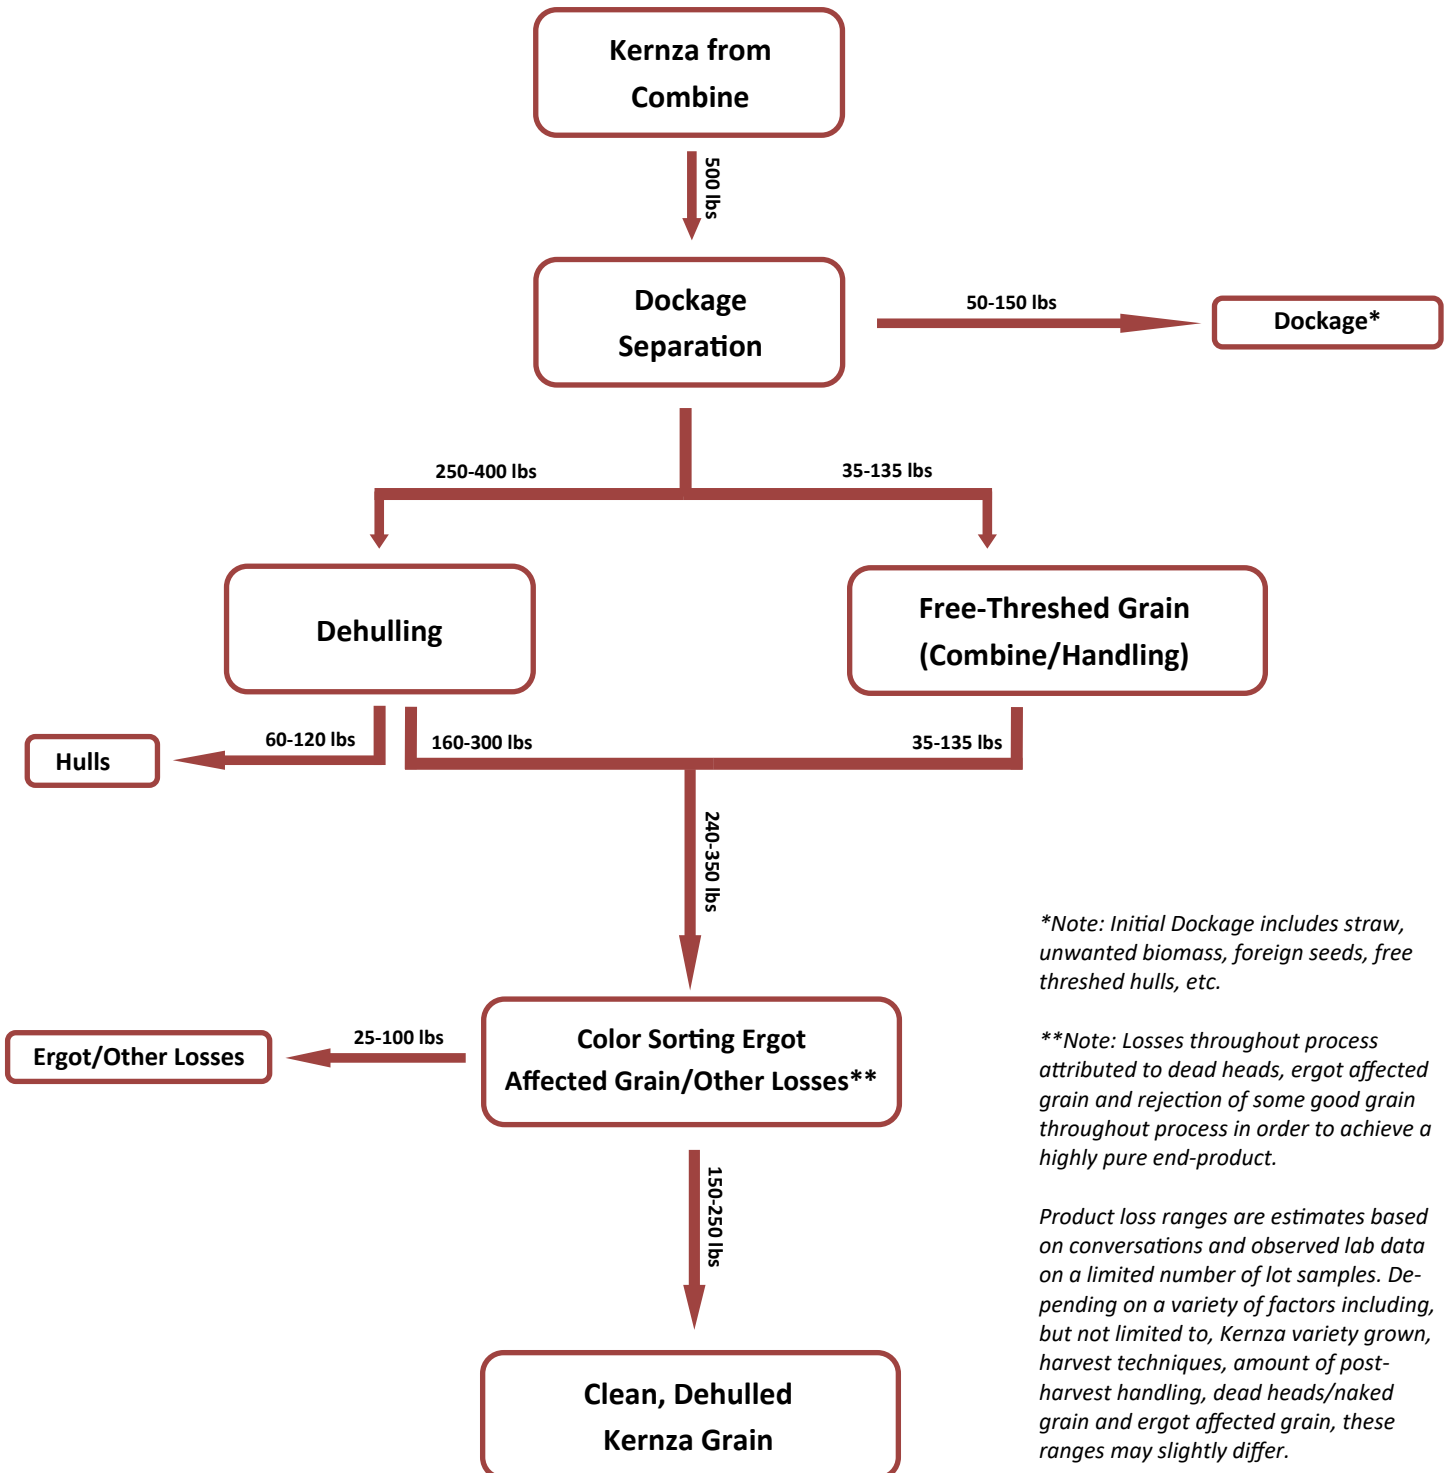 Kernza from
Combine
500 lbs
Dockage
Separation
50-150 lbs
Dockage*
250-400 lbs
35-135 lbs
Dehulling
Free-Threshed Grain
(Combine/Handling)
Hulls
60-120 lbs
160-300 lbs
35-135 lbs
240-350 lbs
Ergot/Other Losses
25-100 lbs
Color Sorting Ergot
Affected Grain/Other Losses**
150-250 lbs
Clean, Dehulled
Kernza Grain
*Note: Initial Dockage includes straw,
unwanted biomass, foreign seeds, free
threshed hulls, etc.
**Note: Losses throughout process
attributed to dead heads, ergot affected
grain and rejection of some good grain
throughout process in order to achieve a
highly pure end-product.
Product loss ranges are estimates based
on conversations and observed lab data
on a limited number of lot samples. De-
pending on a variety of factors including,
but not limited to, Kernza variety grown,
harvest techniques, amount of post-
harvest handling, dead heads/naked
grain and ergot affected grain, these
ranges may slightly differ.